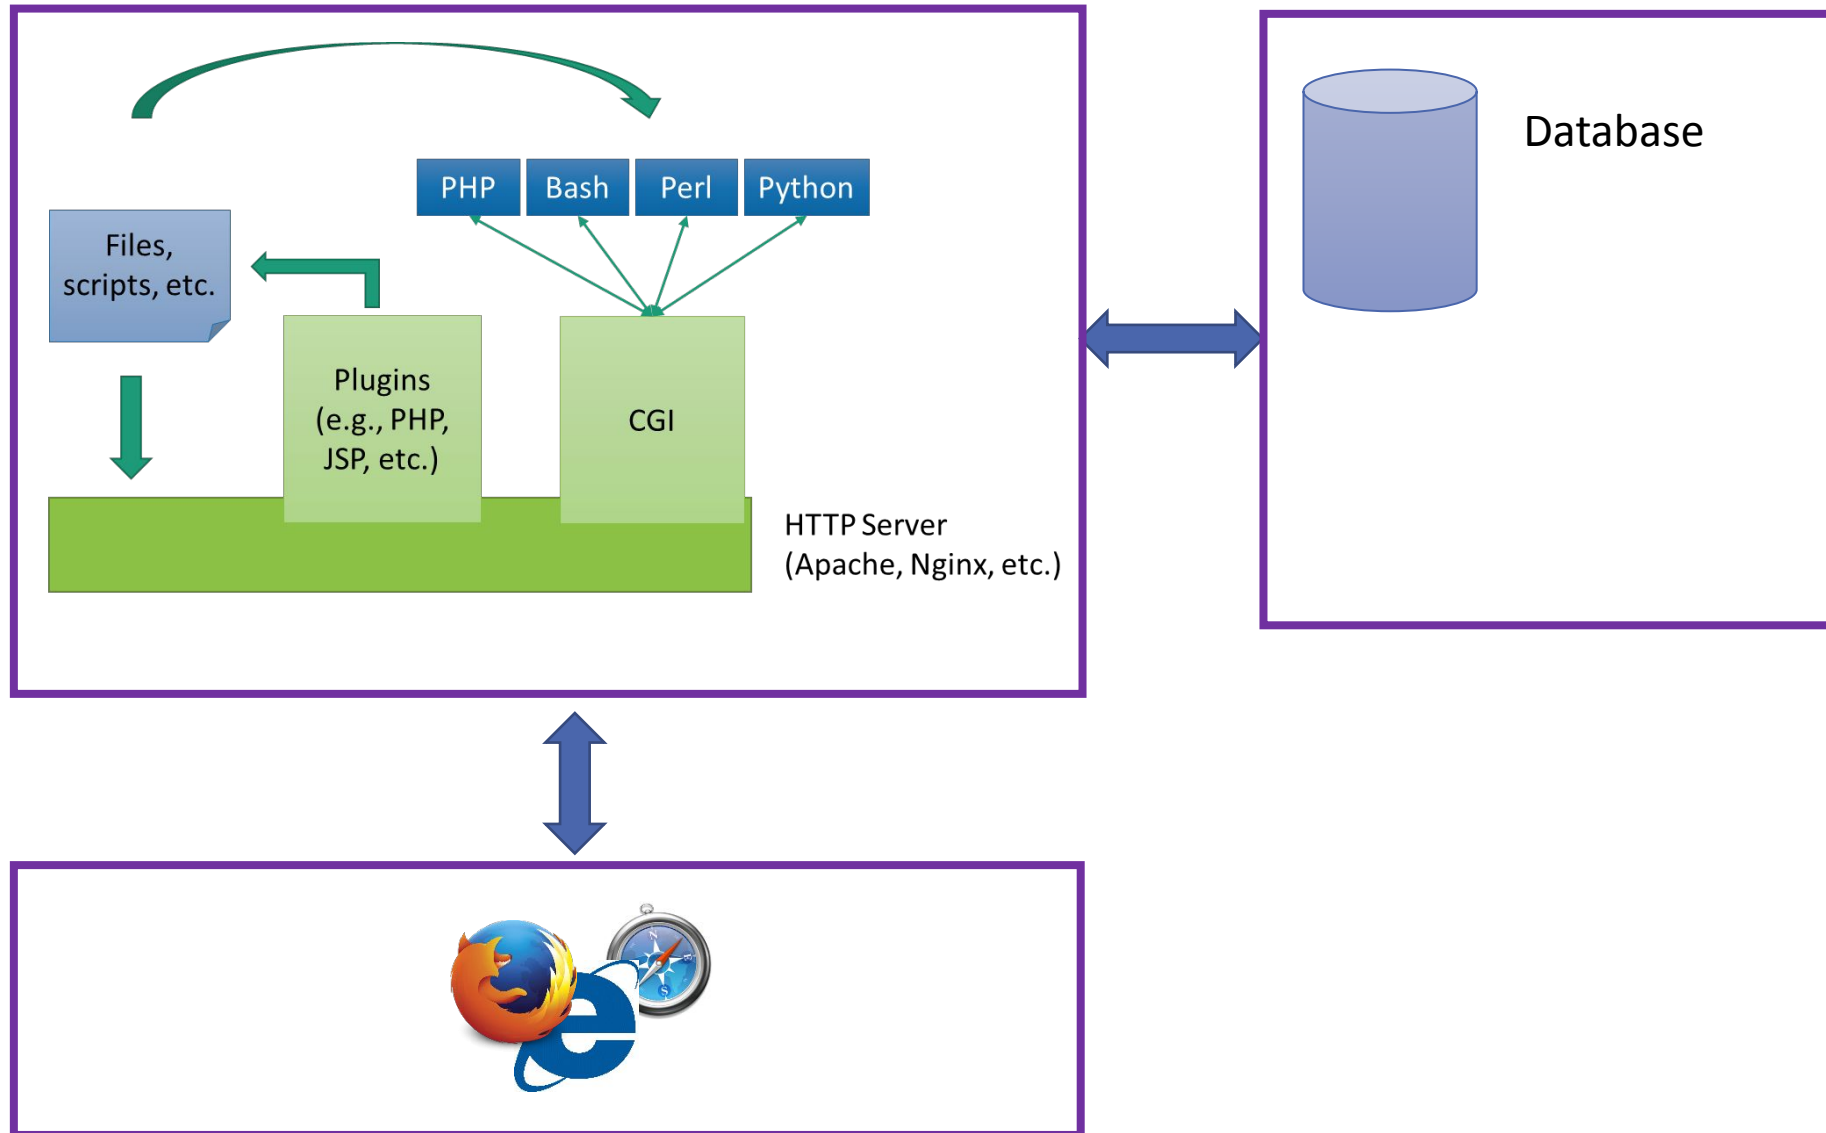 Database
PHP
Bash
Perl
Python
Files,
scripts, etc.
Plugins
(e.g., PHP,
JSP, etc.)
CGI
HTTP Server
(Apache, Nginx, etc.)